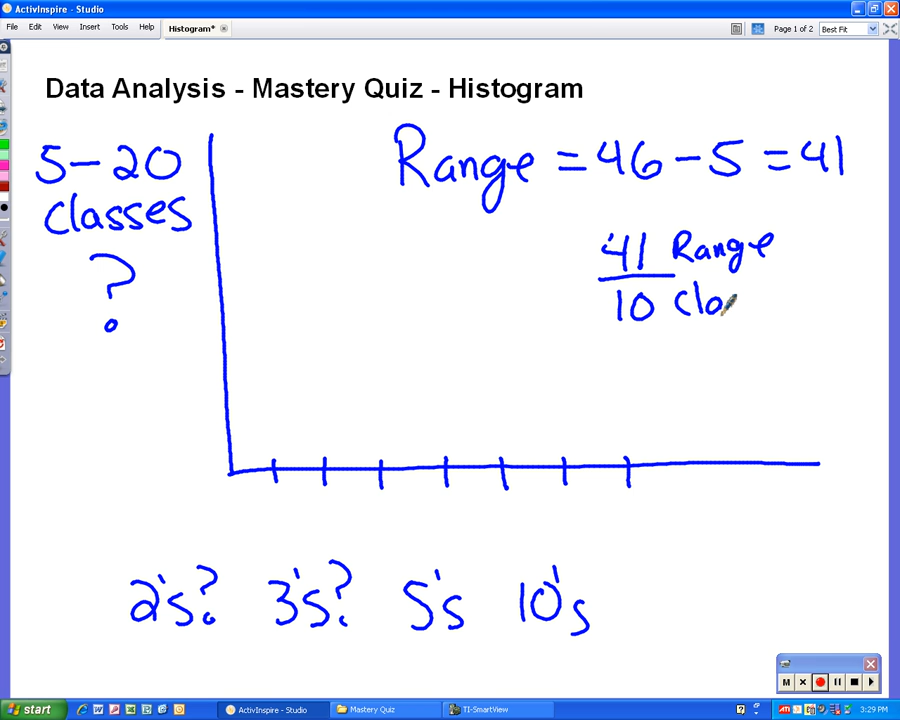 ActivInspire - Studio
File Edit View Insert Tools Help Histogram* Page 1 of 2 Best Fit
Data Analysis - Mastery Quiz - Histogram
5-20
classes
?
Range = 46 - 5 = 41
41 Range
10 Cla
2's? 3's? 5's 10's
M
start ActivInspire - Studio Mastery Quiz TI-SmartView 3:29 PM